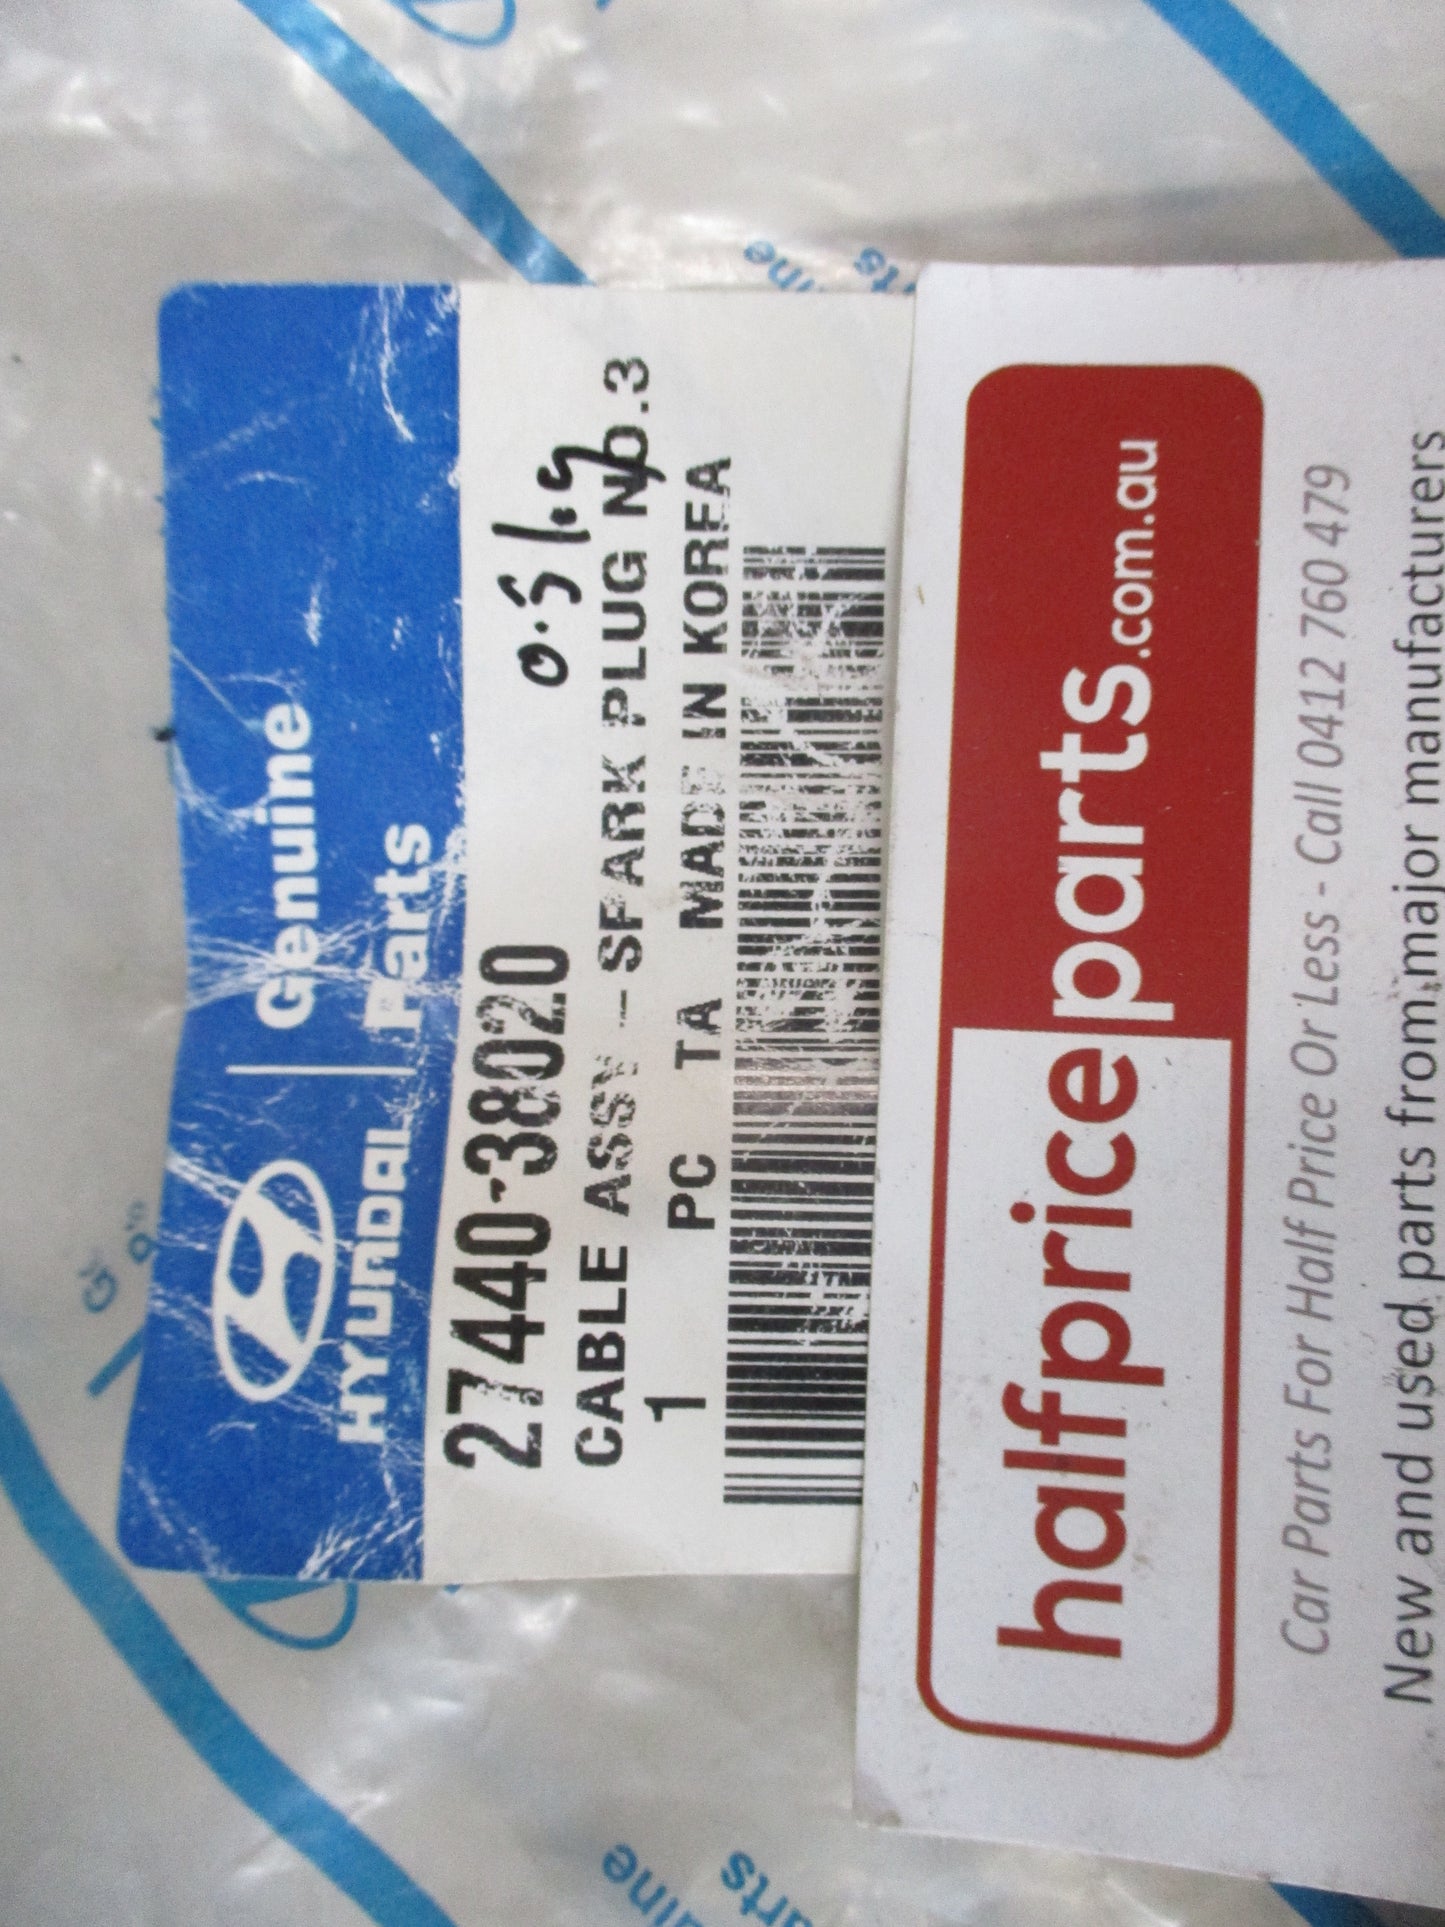 HYUNDAI
Genuine
Parts
27440-38020
CABLE ASSY-SPARK PLUG NO.3
1 PC TA MADE IN KOREA
halfpriceparts.com.au
Car Parts For Half Price Or Less - Call 0412 760 479
New and used parts from major manufacturers